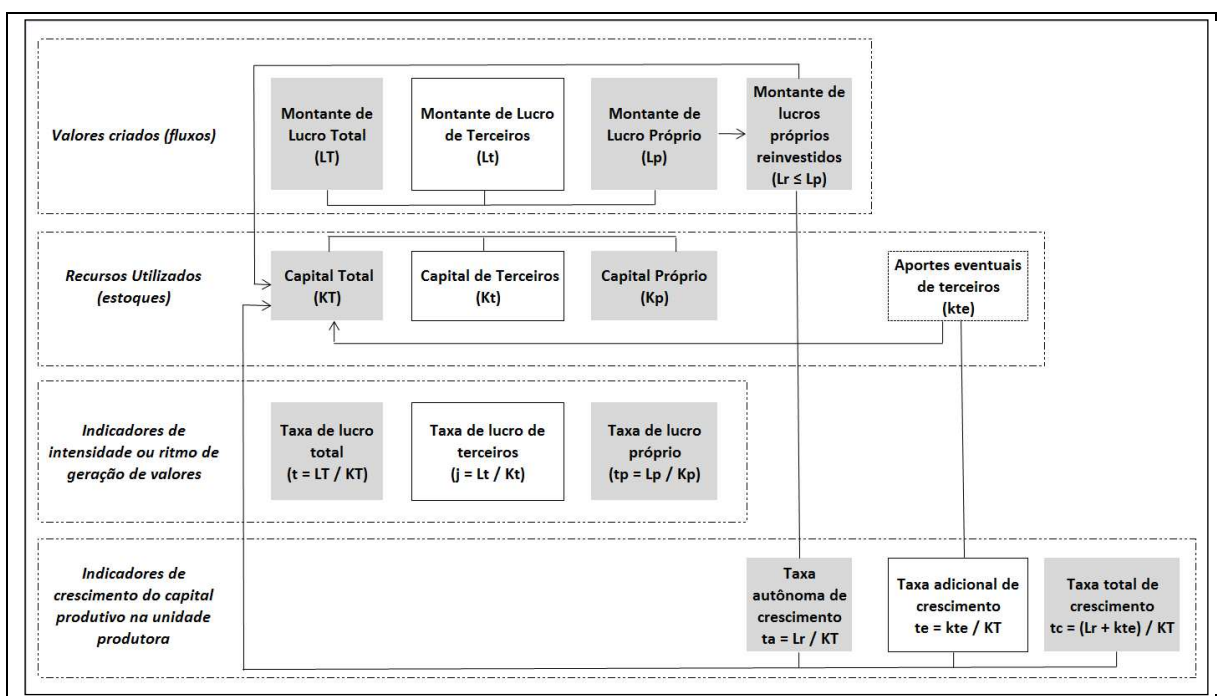 Valores criados (fluxos)
Montante de
Lucro Total
(LT)
Montante de Lucro
de Terceiros
(Lt)
Montante de
Lucro Próprio
(Lp)
Montante de
lucros
próprios
reinvestidos
(Lr ≤ Lp)
Recursos Utilizados
(estoques)
Capital Total
(KT)
Capital de Terceiros
(Kt)
Capital Próprio
(Kp)
Aportes eventuais
de terceiros
(kte)
Indicadores de
intensidade ou ritmo de
geração de valores
Taxa de lucro
total
(t = LT / KT)
Taxa de lucro de
terceiros
(j = Lt / Kt)
Taxa de lucro
próprio
(tp = Lp / Kp)
Indicadores de
crescimento do capital
produtivo na unidade
produtora
Taxa
autônoma de
crescimento
ta = Lr / KT
Taxa adicional de
crescimento
te = kte / KT
Taxa total de
crescimento
tc = (Lr + kte) / KT